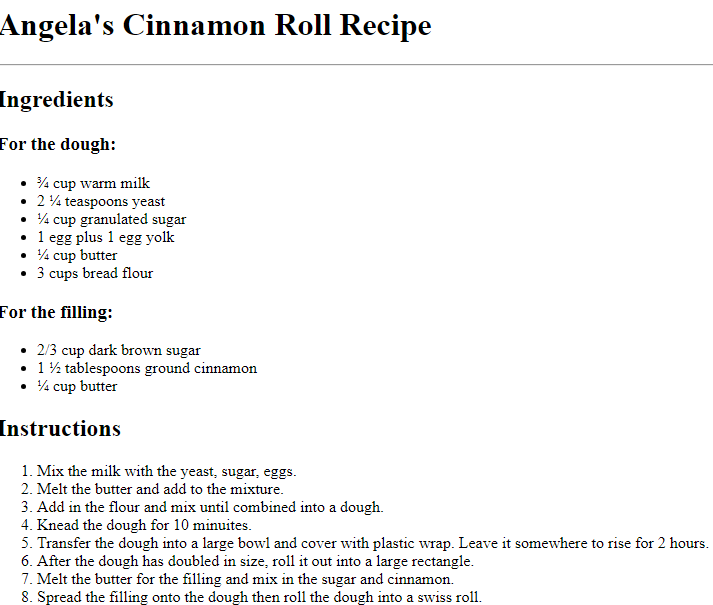 Angela's Cinnamon Roll Recipe
Ingredients
For the dough:
• ¾ cup warm milk
• 2 ¼ teaspoons yeast
• ¼ cup granulated sugar
• 1 egg plus 1 egg yolk
• ¼ cup butter
• 3 cups bread flour
For the filling:
• 2/3 cup dark brown sugar
• 1 ½ tablespoons ground cinnamon
• ¼ cup butter
Instructions
1. Mix the milk with the yeast, sugar, eggs.
2. Melt the butter and add to the mixture.
3. Add in the flour and mix until combined into a dough.
4. Knead the dough for 10 minuites.
5. Transfer the dough into a large bowl and cover with plastic wrap. Leave it somewhere to rise for 2 hours.
6. After the dough has doubled in size, roll it out into a large rectangle.
7. Melt the butter for the filling and mix in the sugar and cinnamon.
8. Spread the filling onto the dough then roll the dough into a swiss roll.